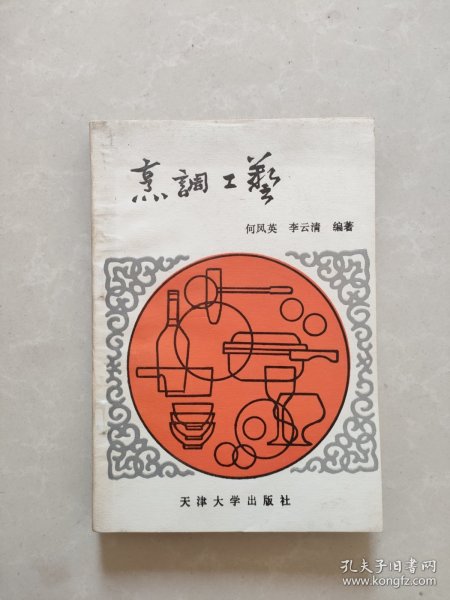 烹調工藝
何凤英 李云清 编著
天津大学出版社
孔夫子旧书网
www.kongfz.com